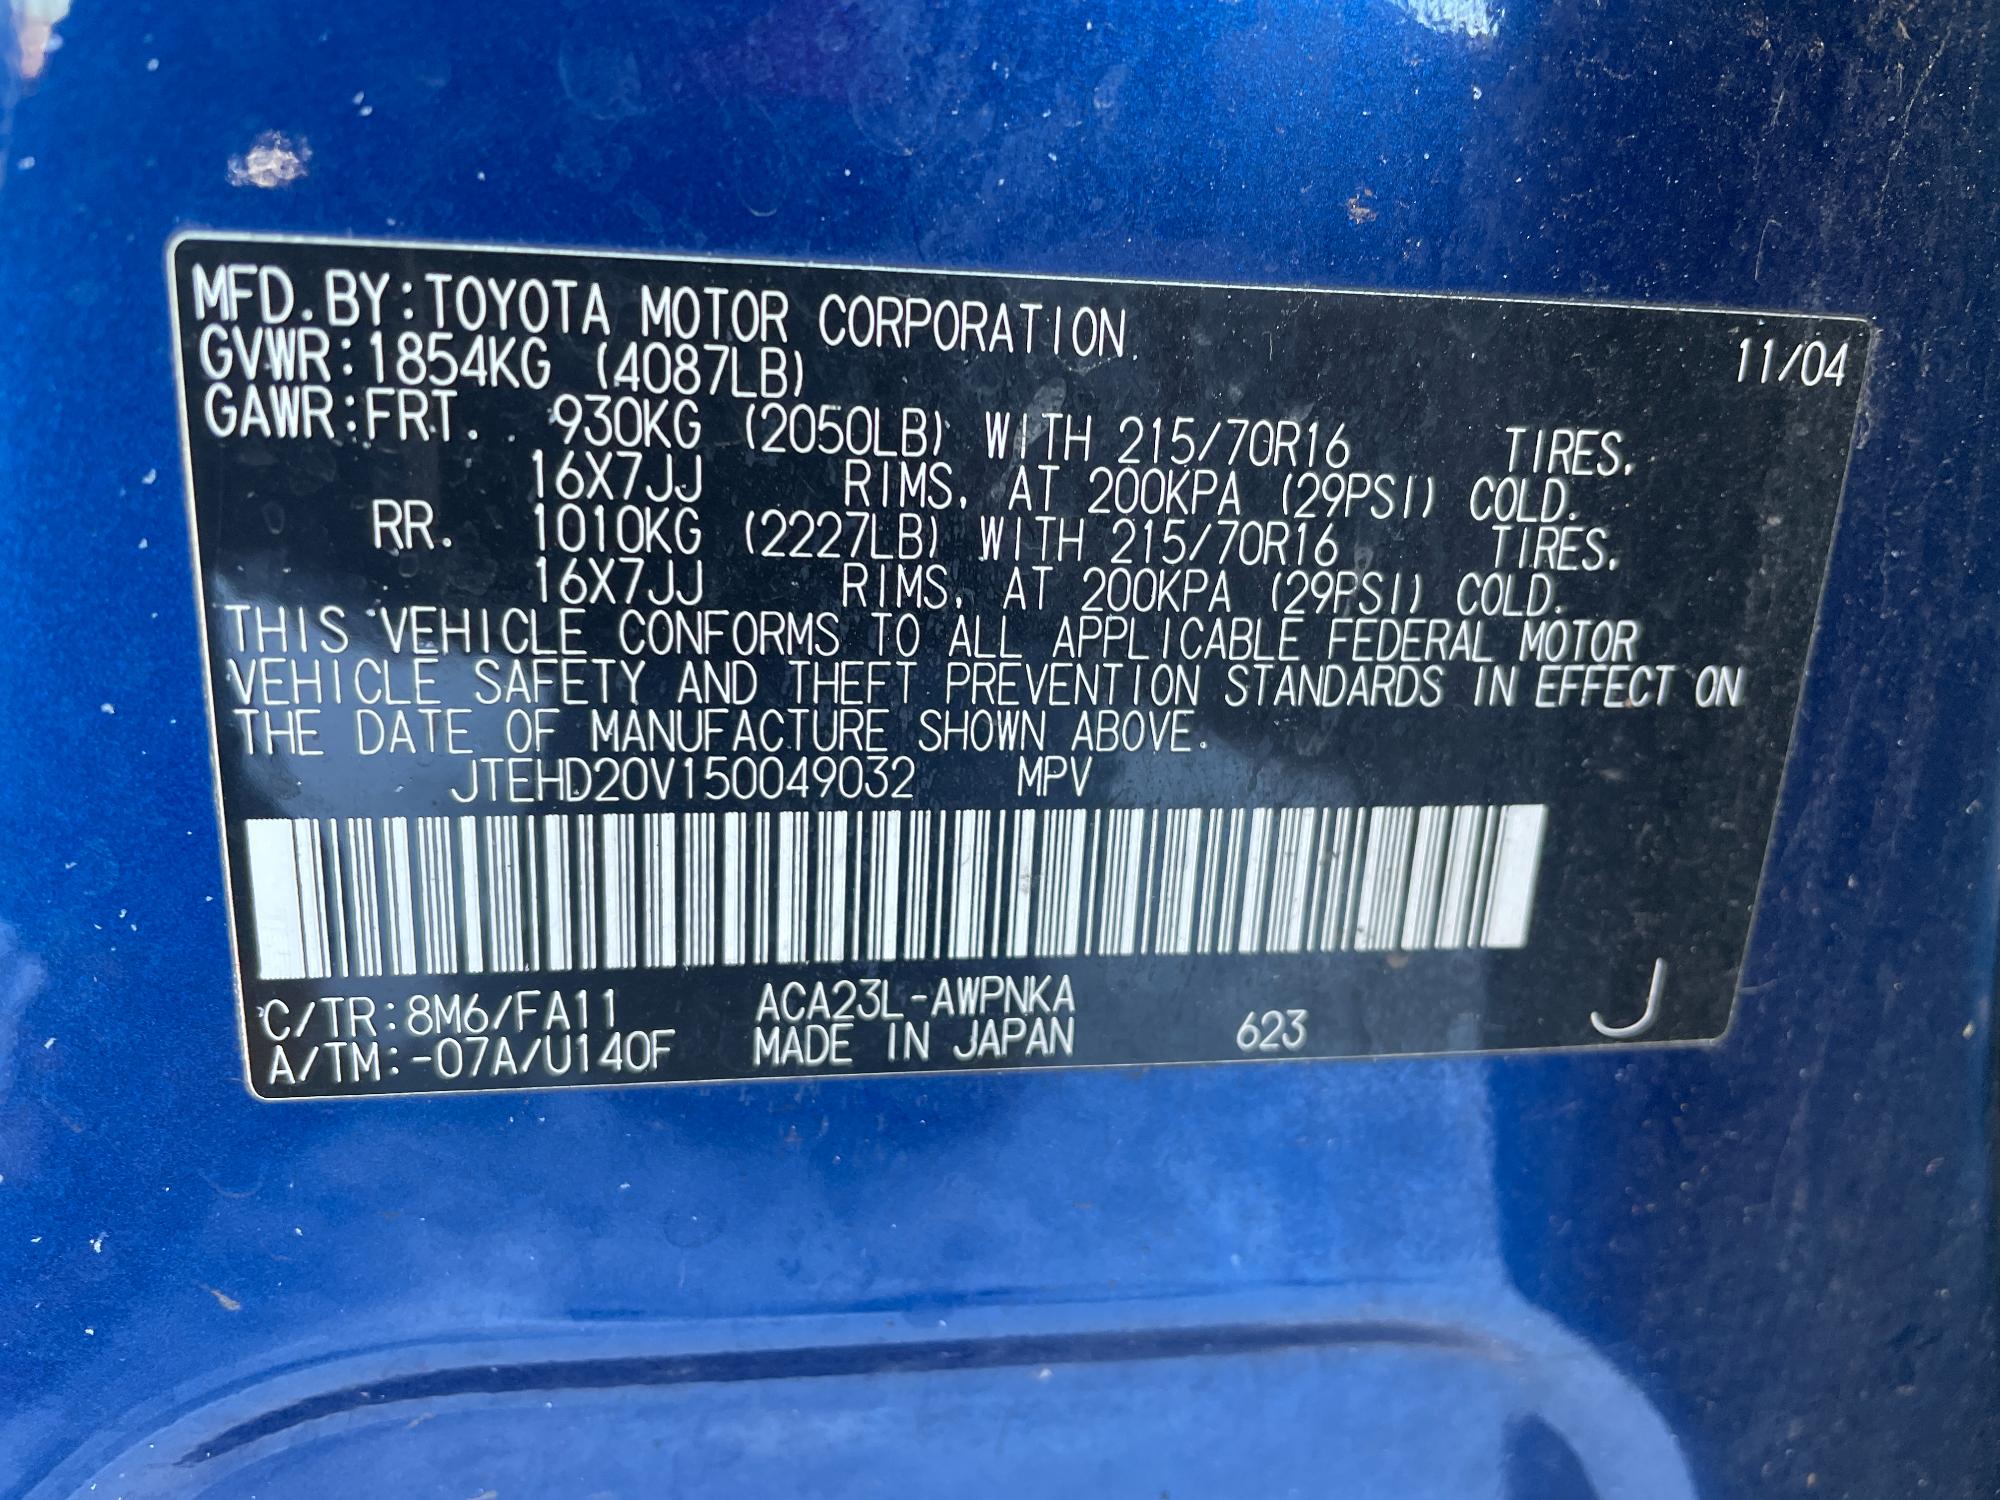 MFD.BY:TOYOTA MOTOR CORPORATION 11/04
GVWR:1854KG (4087LB)
GAWR:FRT. 930KG (2050LB) WITH 215/70R16 TIRES,
16X7JJ RIMS, AT 200KPA (29PSI) COLD.
RR. 1010KG (2227LB) WITH 215/70R16 TIRES,
16X7JJ RIMS, AT 200KPA (29PSI) COLD.
THIS VEHICLE CONFORMS TO ALL APPLICABLE FEDERAL MOTOR
VEHICLE SAFETY AND THEFT PREVENTION STANDARDS IN EFFECT ON
THE DATE OF MANUFACTURE SHOWN ABOVE.
JTEHD20V150049032 MPV
C/TR:8M6/FA11 ACA23L-AWPNKA
A/TM:-07A/U140F MADE IN JAPAN 623 J